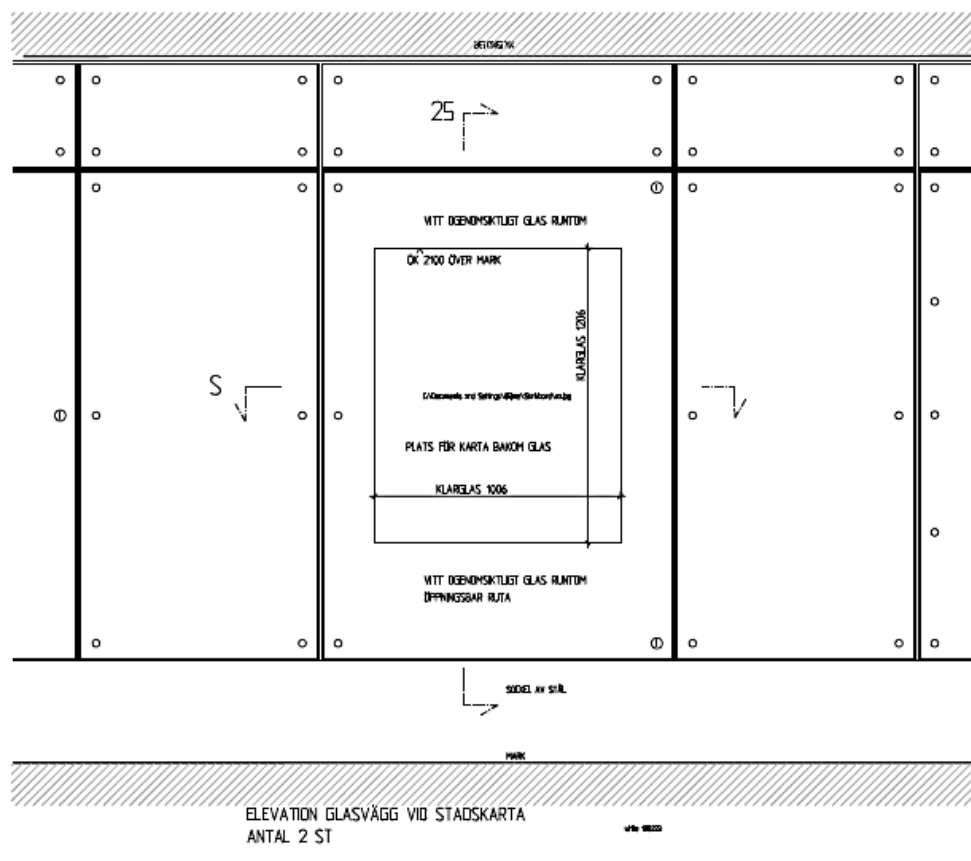 25
VITT OGENOMSIKTLIGT GLAS RUNTOM
ÖK 2100 ÖVER MARK
KLARGLAS 1206
S
PLATS FÖR KARTA BAKOM GLAS
KLARGLAS 1006
VITT OGENOMSIKTLIGT GLAS RUNTOM
ÖPPNINGSBAR RUTA
SOCKEL AV STÅL
MARK
ELEVATION GLASVÄGG VID STADSKARTA
ANTAL 2 ST